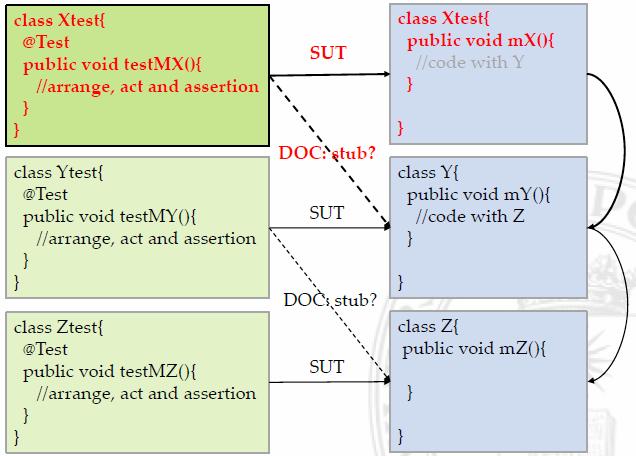 class Xtest{
@Test
public void testMX(){
//arrange, act and assertion
}
}
SUT
class Xtest{
public void mX(){
//code with Y
}
}
DOC: stub?
class Ytest{
@Test
public void testMY(){
//arrange, act and assertion
}
}
SUT
class Y{
public void mY(){
//code with Z
}
}
DOC: stub?
class Ztest{
@Test
public void testMZ(){
//arrange, act and assertion
}
}
SUT
class Z{
public void mZ(){
}
}